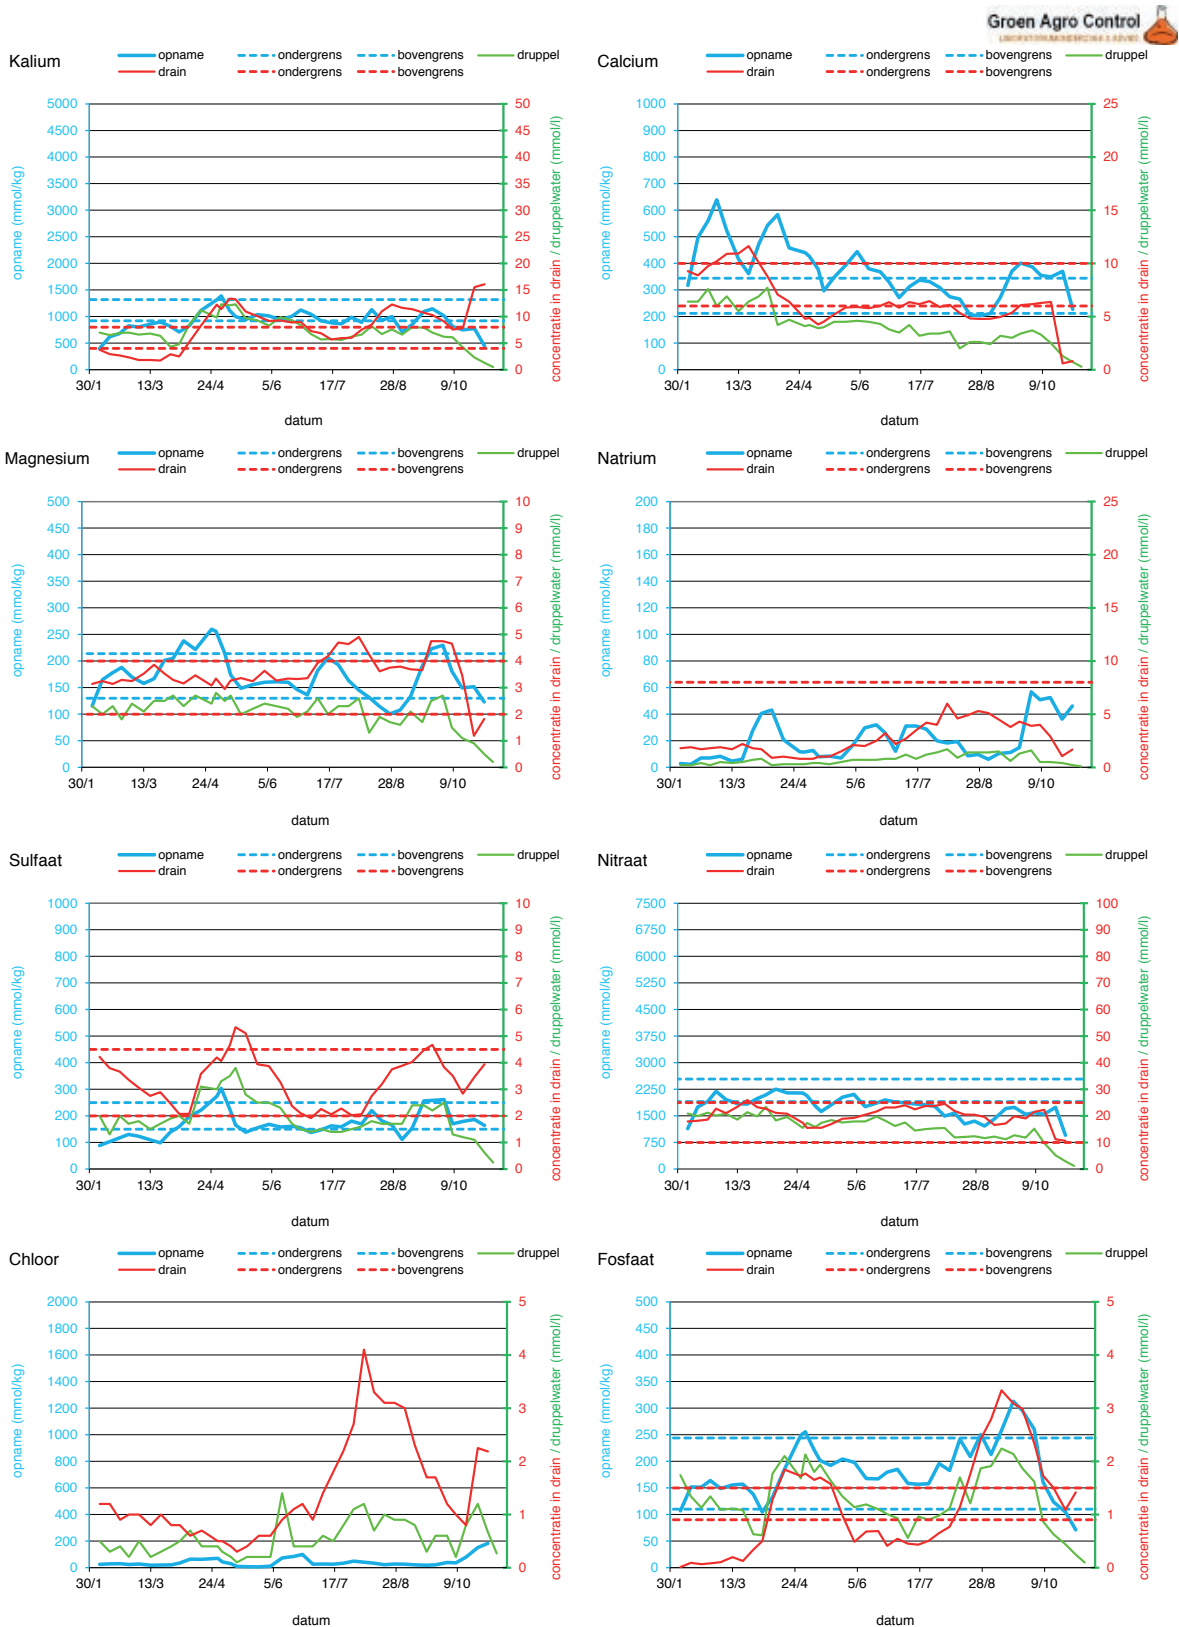 Groen Agro Control
Kalium
opname
ondergrens
bovengrens
druppel
drain
ondergrens
bovengrens
5000
4500
4000
3500
3000
2500
2000
1500
1000
500
0
opname (mmol/kg)
50
45
40
35
30
25
20
15
10
5
0
concentratie in drain / druppelwater (mmol/l)
30/1 13/3 24/4 5/6 17/7 28/8 9/10
datum
Calcium
opname
ondergrens
bovengrens
druppel
drain
ondergrens
bovengrens
1000
900
800
700
600
500
400
300
200
100
0
opname (mmol/kg)
25
20
15
10
5
0
concentratie in drain / druppelwater (mmol/l)
30/1 13/3 24/4 5/6 17/7 28/8 9/10
datum
Magnesium
opname
ondergrens
bovengrens
druppel
drain
ondergrens
bovengrens
500
450
400
350
300
250
200
150
100
50
0
opname (mmol/kg)
10
9
8
7
6
5
4
3
2
1
0
concentratie in drain / druppelwater (mmol/l)
30/1 13/3 24/4 5/6 17/7 28/8 9/10
datum
Natrium
opname
ondergrens
bovengrens
druppel
drain
ondergrens
bovengrens
200
180
160
140
120
100
80
60
40
20
0
opname (mmol/kg)
25
20
15
10
5
0
concentratie in drain / druppelwater (mmol/l)
30/1 13/3 24/4 5/6 17/7 28/8 9/10
datum
Sulfaat
opname
ondergrens
bovengrens
druppel
drain
ondergrens
bovengrens
1000
900
800
700
600
500
400
300
200
100
0
opname (mmol/kg)
10
9
8
7
6
5
4
3
2
1
0
concentratie in drain / druppelwater (mmol/l)
30/1 13/3 24/4 5/6 17/7 28/8 9/10
datum
Nitraat
opname
ondergrens
bovengrens
druppel
drain
ondergrens
bovengrens
7500
6750
6000
5250
4500
3750
3000
2250
1500
750
0
opname (mmol/kg)
100
90
80
70
60
50
40
30
20
10
0
concentratie in drain / druppelwater (mmol/l)
30/1 13/3 24/4 5/6 17/7 28/8 9/10
datum
Chloor
opname
ondergrens
bovengrens
druppel
drain
ondergrens
bovengrens
2000
1800
1600
1400
1200
1000
800
600
400
200
0
opname (mmol/kg)
5
4
3
2
1
0
concentratie in drain / druppelwater (mmol/l)
30/1 13/3 24/4 5/6 17/7 28/8 9/10
datum
Fosfaat
opname
ondergrens
bovengrens
druppel
drain
ondergrens
bovengrens
500
450
400
350
300
250
200
150
100
50
0
opname (mmol/kg)
5
4
3
2
1
0
concentratie in drain / druppelwater (mmol/l)
30/1 13/3 24/4 5/6 17/7 28/8 9/10
datum